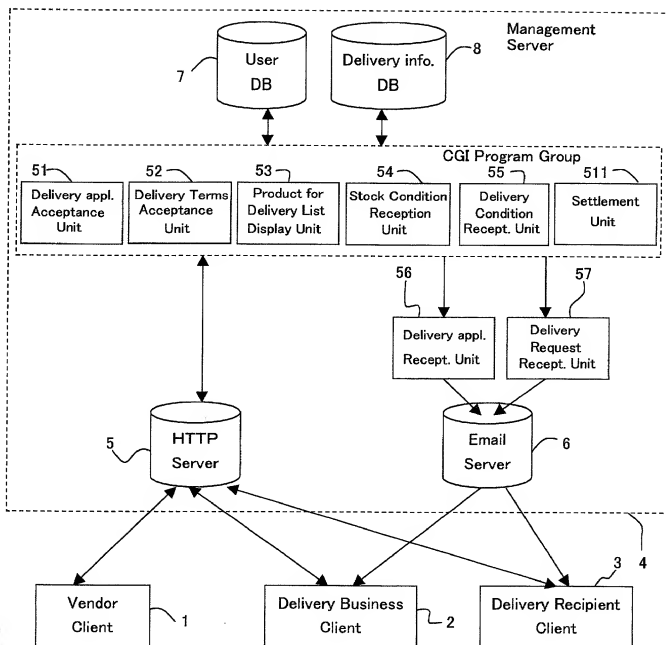 Management
Server
7
User
DB
Delivery info.
DB
8
CGI Program Group
51
52
53
54
55
511
Delivery appl.
Acceptance
Unit
Delivery Terms
Acceptance
Unit
Product for
Delivery List
Display Unit
Stock Condition
Reception
Unit
Delivery
Condition
Recept. Unit
Settlement
Unit
56
57
Delivery appl.
Recept. Unit
Delivery
Request
Recept. Unit
5
HTTP
Server
Email
Server
6
4
3
Vendor
Client
1
Delivery Business
Client
2
Delivery Recipient
Client